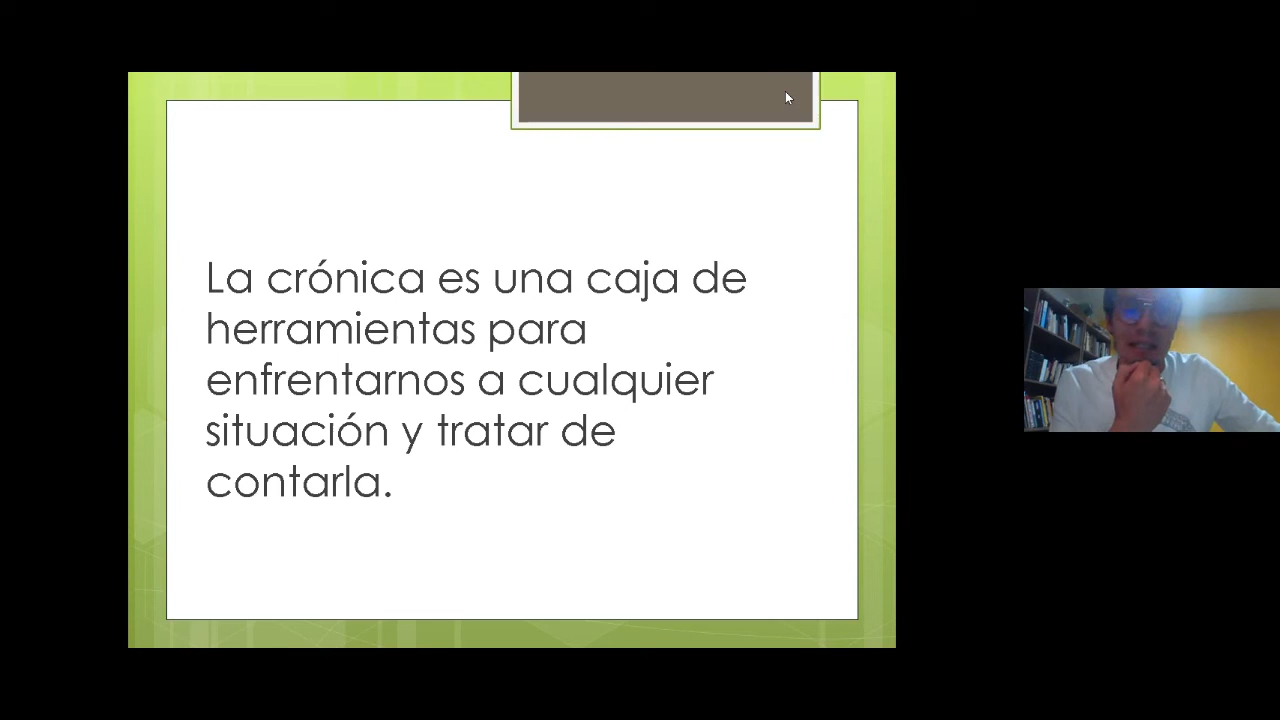 La crónica es una caja de
herramientas para
enfrentarnos a cualquier
situación y tratar de
contarla.